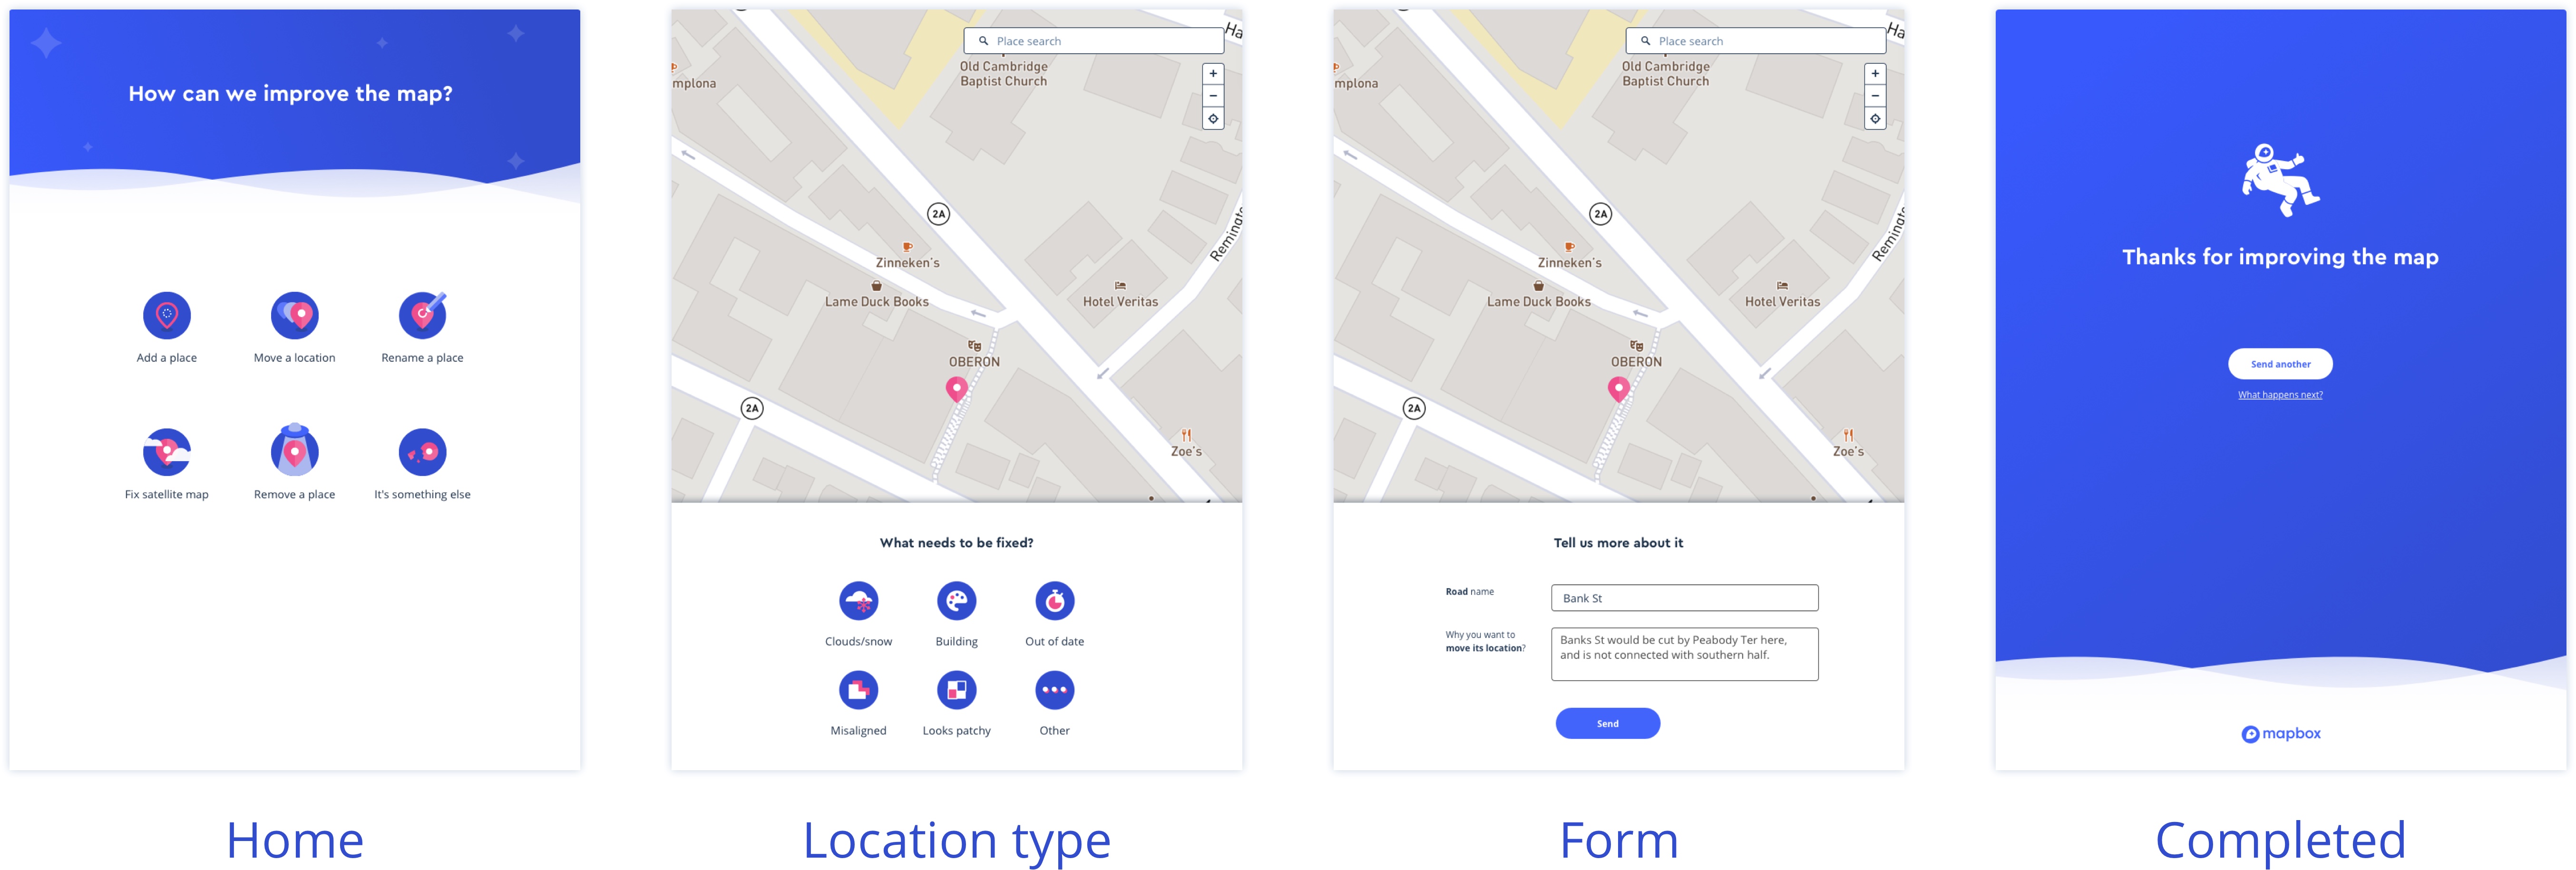 How can we improve the map?
Add a place
Move a location
Rename a place
Fix satellite map
Remove a place
It's something else
Home
Place search
Ha
Old Cambridge
Baptist Church
mplona
+
−
2A
Remingt
Zinneken's
Lame Duck Books
Hotel Veritas
OBERON
2A
Zoe's
What needs to be fixed?
Clouds/snow
Building
Out of date
Misaligned
Looks patchy
Other
Location type
Place search
Ha
Old Cambridge
Baptist Church
mplona
+
−
2A
Remingt
Zinneken's
Lame Duck Books
Hotel Veritas
OBERON
2A
Zoe's
Tell us more about it
Road name
Bank St
Why you want to
move its location?
Banks St would be cut by Peabody Ter here,
and is not connected with southern half.
Send
Form
Thanks for improving the map
Send another
What happens next?
mapbox
Completed